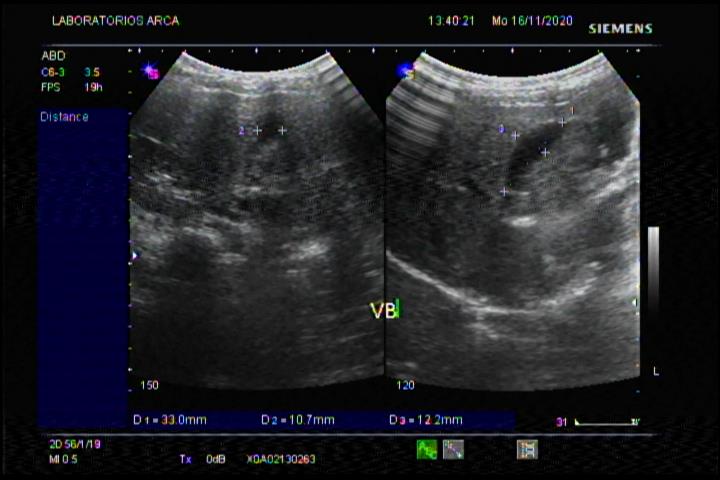 LABORATORIOS ARCA 13:40:21 Mo 16/11/2020 SIEMENS
ABD
C6-3 3.5
FPS 19h
Distance
2
3
1
VB
150 120
L
D1=33.0mm D2=10.7mm D3=12.2mm 31
2D 56/1/19
MI 0.5 Tx 0dB X0A02130263